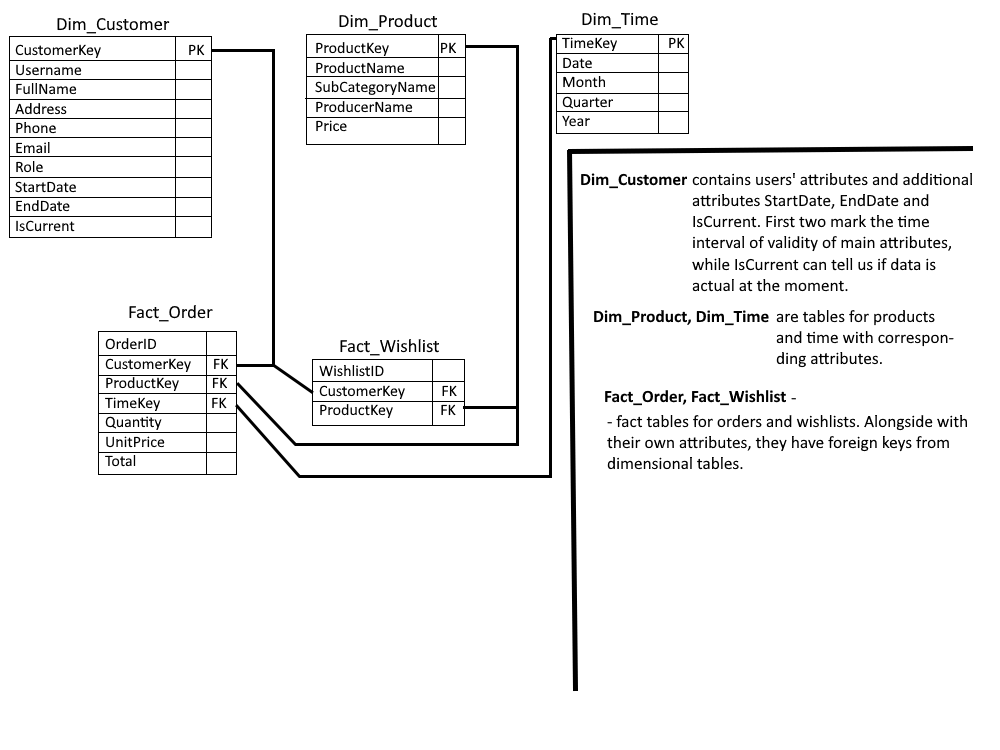 Dim_Customer
CustomerKey PK
Username
FullName
Address
Phone
Email
Role
StartDate
EndDate
IsCurrent
Dim_Product
ProductKey PK
ProductName
SubCategoryName
ProducerName
Price
Dim_Time
TimeKey PK
Date
Month
Quarter
Year
Fact_Order
OrderID
CustomerKey FK
ProductKey FK
TimeKey FK
Quantity
UnitPrice
Total
Fact_Wishlist
WishlistID
CustomerKey FK
ProductKey FK
Dim_Customer contains users' attributes and additional
attributes StartDate, EndDate and
IsCurrent. First two mark the time
interval of validity of main attributes,
while IsCurrent can tell us if data is
actual at the moment.
Dim_Product, Dim_Time are tables for products
and time with correspon-
ding attributes.
Fact_Order, Fact_Wishlist -
- fact tables for orders and wishlists. Alongside with
their own attributes, they have foreign keys from
dimensional tables.